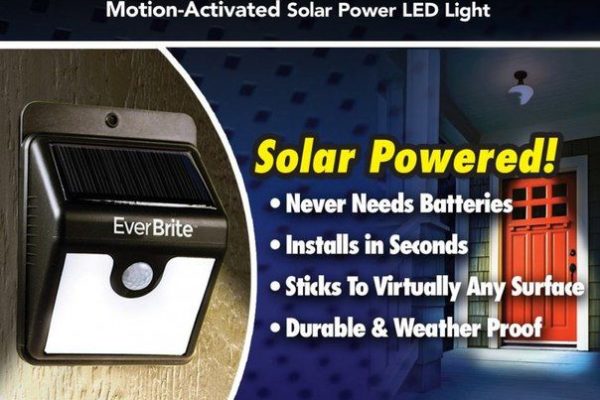 Motion-Activated Solar Power LED Light
EverBrite™
Solar Powered!
• Never Needs Batteries
• Installs in Seconds
• Sticks To Virtually Any Surface
• Durable & Weather Proof